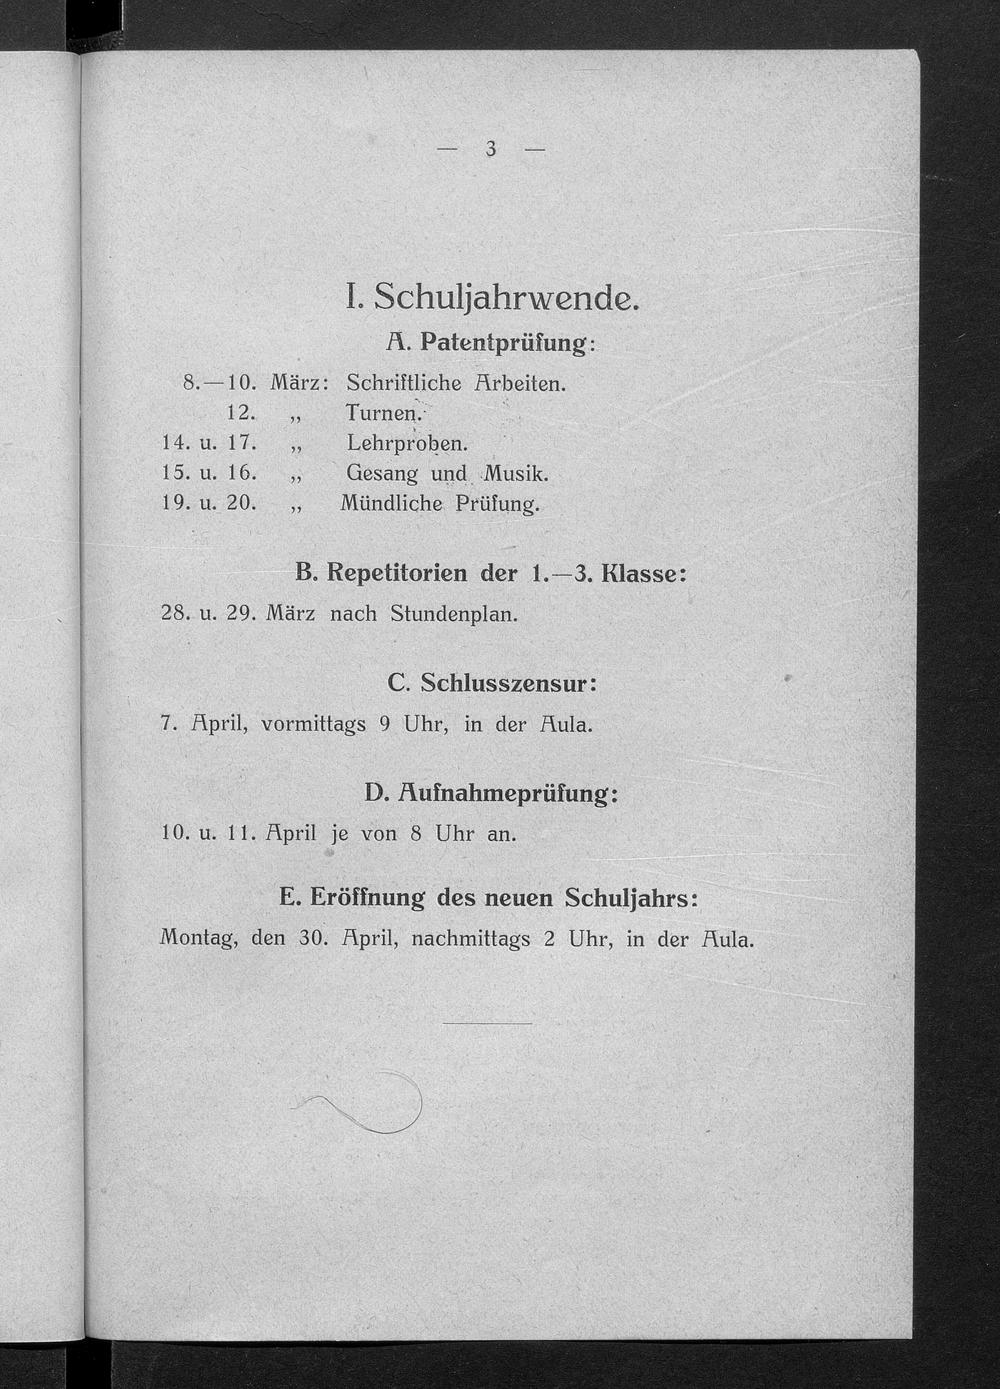 — 3 —
I. Schuljahrwende.
A. Patentprüfung:
8.—10. März: Schriftliche Arbeiten.
12. „ Turnen.
14. u. 17. „ Lehrproben.
15. u. 16. „ Gesang und Musik.
19. u. 20. „ Mündliche Prüfung.
B. Repetitorien der 1.—3. Klasse:
28. u. 29. März nach Stundenplan.
C. Schlusszensur:
7. April, vormittags 9 Uhr, in der Aula.
D. Aufnahmeprüfung:
10. u. 11. April je von 8 Uhr an.
E. Eröffnung des neuen Schuljahrs:
Montag, den 30. April, nachmittags 2 Uhr, in der Aula.